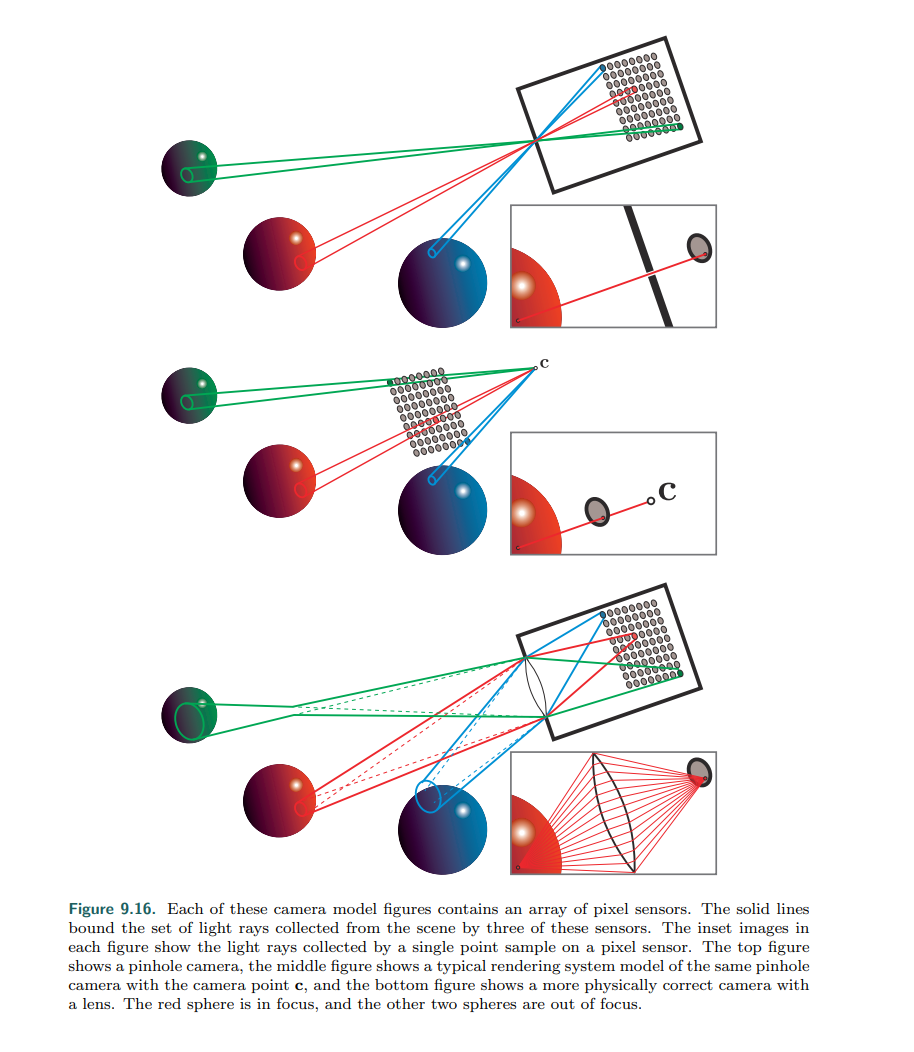 c
C
Figure 9.16. Each of these camera model figures contains an array of pixel sensors. The solid lines
bound the set of light rays collected from the scene by three of these sensors. The inset images in
each figure show the light rays collected by a single point sample on a pixel sensor. The top figure
shows a pinhole camera, the middle figure shows a typical rendering system model of the same pinhole
camera with the camera point c, and the bottom figure shows a more physically correct camera with
a lens. The red sphere is in focus, and the other two spheres are out of focus.